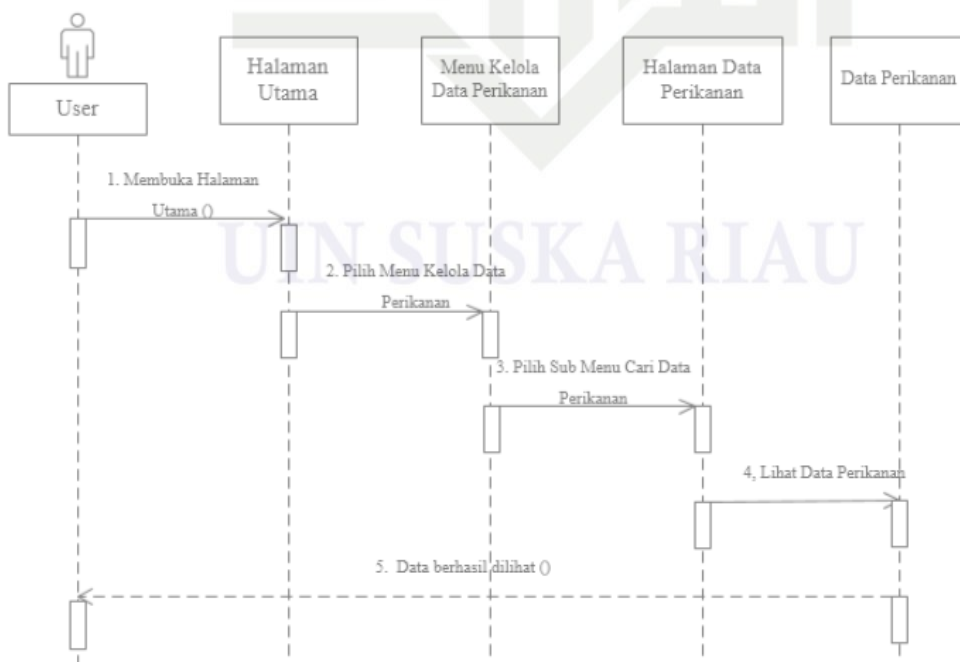 User
Halaman
Utama
Menu Kelola
Data Perikanan
Halaman Data
Perikanan
Data Perikanan
1. Membuka Halaman
Utama ()
UIN SUSKA RIAU
2. Pilih Menu Kelola Data
Perikanan
3. Pilih Sub Menu Cari Data
Perikanan
4, Lihat Data Perikanan
5. Data berhasil dilihat ()